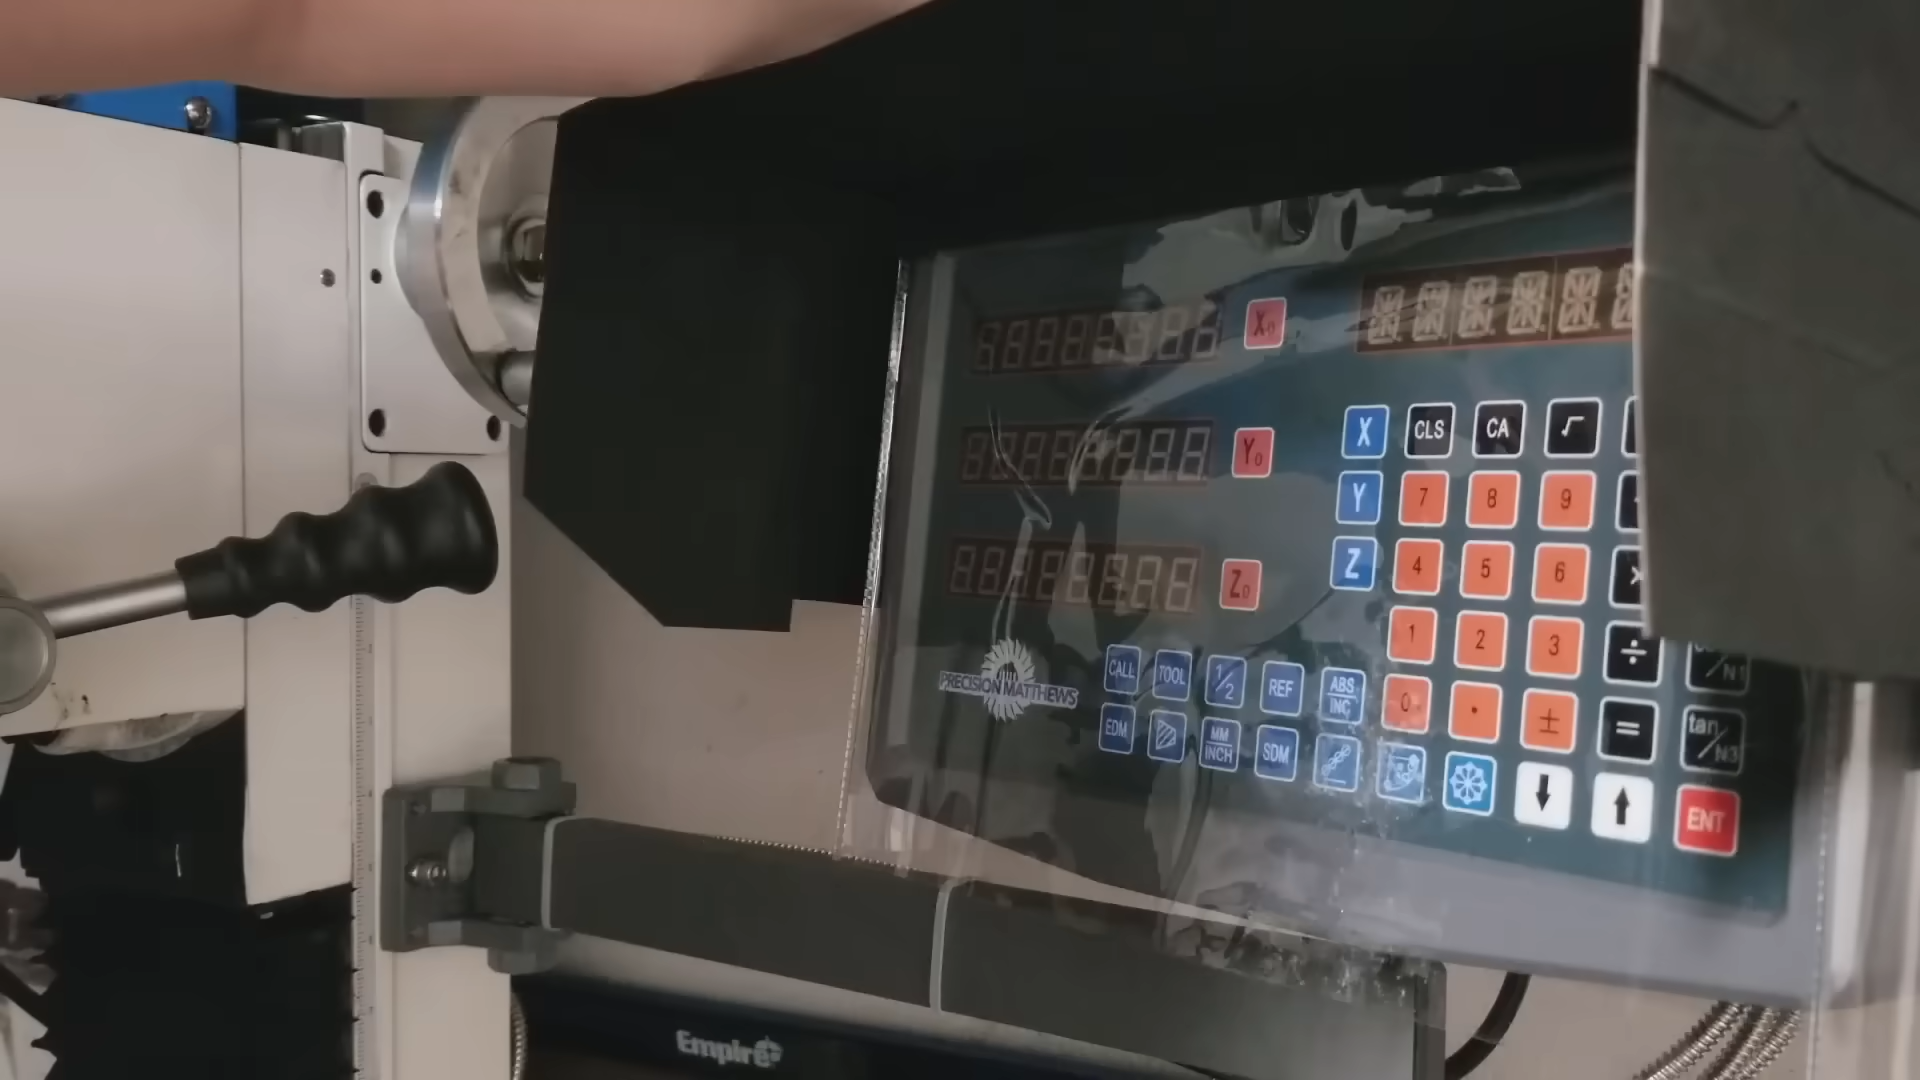 X0
Y0
Z0
X CLS CA √
Y 7 8 9
Z 4 5 6 ×
1 2 3 ÷
CALL TOOL 1/2 REF ABS/INC 0 . ± = tan/N3
PRECISION MATTHEWS
EDM MM/INCH SDM ENT
Empire